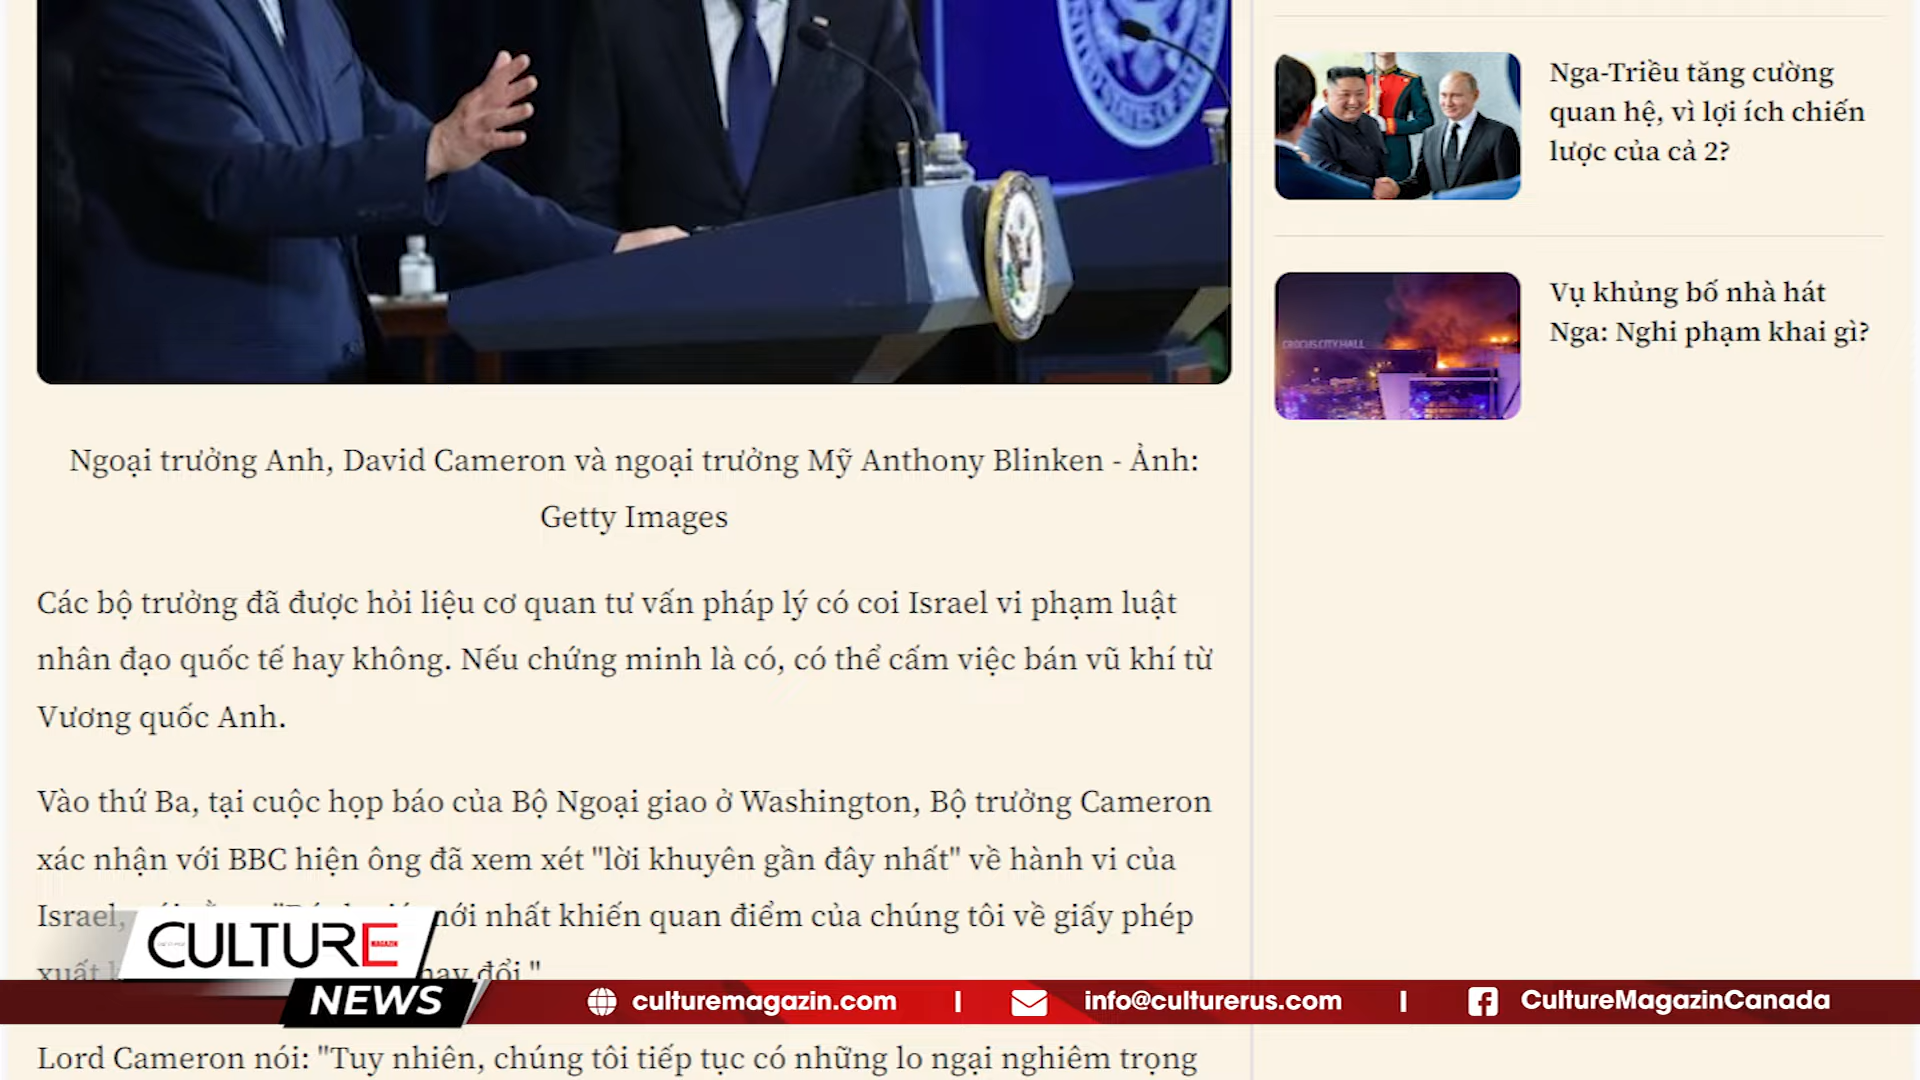 Nga-Triều tăng cường
quan hệ, vì lợi ích chiến
lược của cả 2?
CROCUS CITY HALL
Vụ khủng bố nhà hát
Nga: Nghi phạm khai gì?
Ngoại trưởng Anh, David Cameron và ngoại trưởng Mỹ Anthony Blinken - Ảnh:
Getty Images
Các bộ trưởng đã được hỏi liệu cơ quan tư vấn pháp lý có coi Israel vi phạm luật
nhân đạo quốc tế hay không. Nếu chứng minh là có, có thể cấm việc bán vũ khí từ
Vương quốc Anh.
Vào thứ Ba, tại cuộc họp báo của Bộ Ngoại giao ở Washington, Bộ trưởng Cameron
xác nhận với BBC hiện ông đã xem xét "lời khuyên gần đây nhất" về hành vi của
Israel, nhất khiến quan điểm của chúng tôi về giấy phép
xuất đổi."
CULTURE
MAGAZIN
NEWS
culturemagazin.com | info@culturerus.com | CultureMagazinCanada
Lord Cameron nói: "Tuy nhiên, chúng tôi tiếp tục có những lo ngại nghiêm trọng